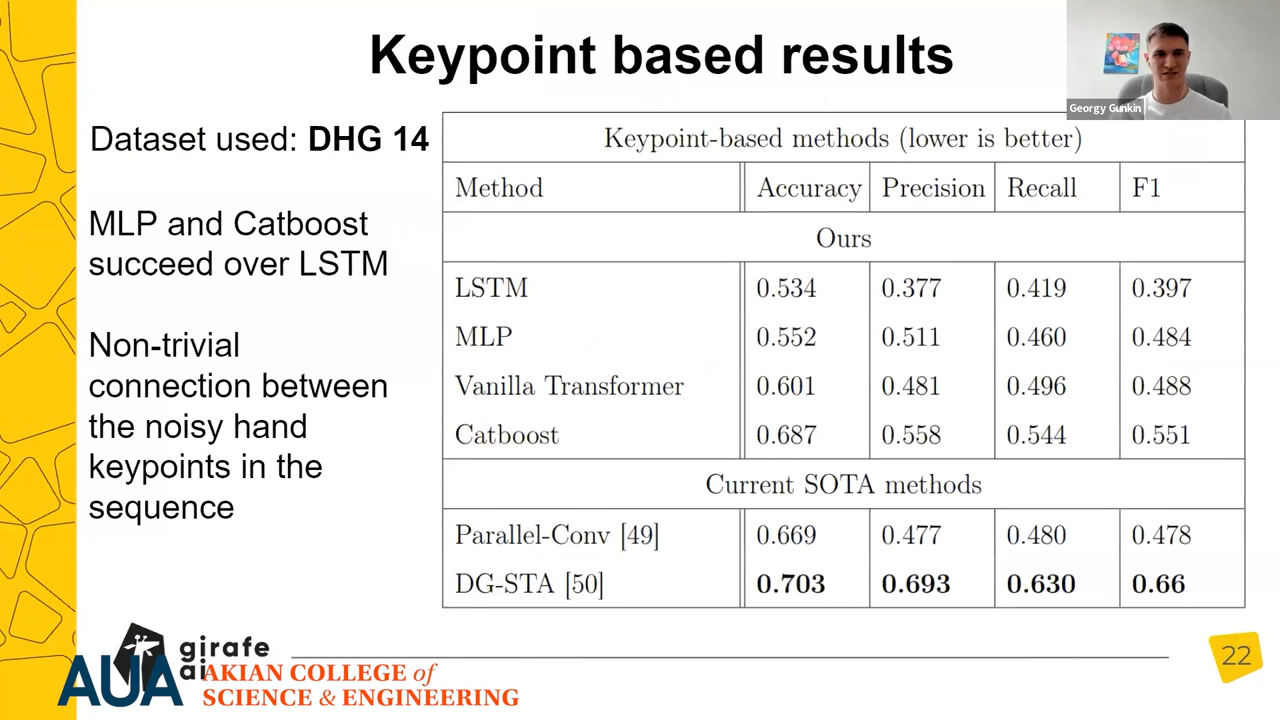 Keypoint based results
Georgy Gunkin
Dataset used: DHG 14
MLP and Catboost
succeed over LSTM
Non-trivial
connection between
the noisy hand
keypoints in the
sequence
Keypoint-based methods (lower is better)
Method Accuracy Precision Recall F1
Ours
LSTM 0.534 0.377 0.419 0.397
MLP 0.552 0.511 0.460 0.484
Vanilla Transformer 0.601 0.481 0.496 0.488
Catboost 0.687 0.558 0.544 0.551
Current SOTA methods
Parallel-Conv [49] 0.669 0.477 0.480 0.478
DG-STA [50] 0.703 0.693 0.630 0.66
girafe
ai
AUA AKIAN COLLEGE of
SCIENCE & ENGINEERING
22